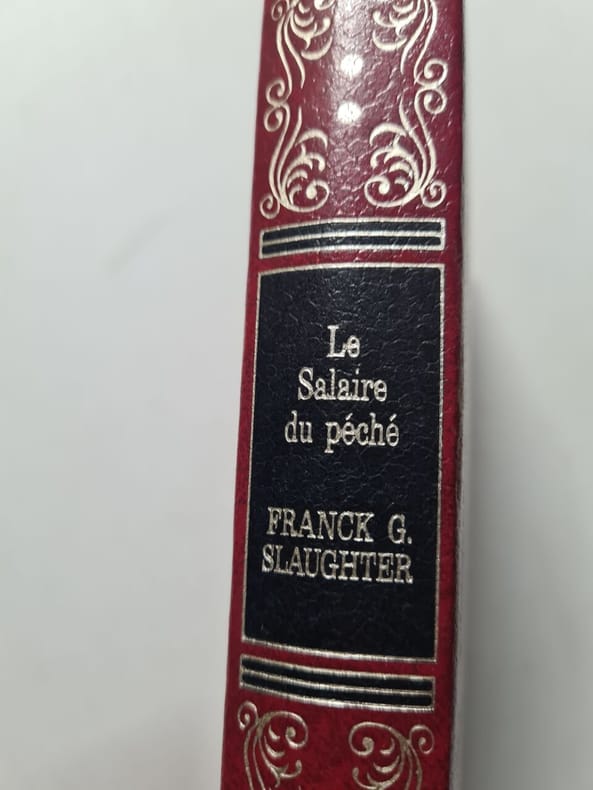 Le
Salaire
du péché
FRANCK G.
SLAUGHTER